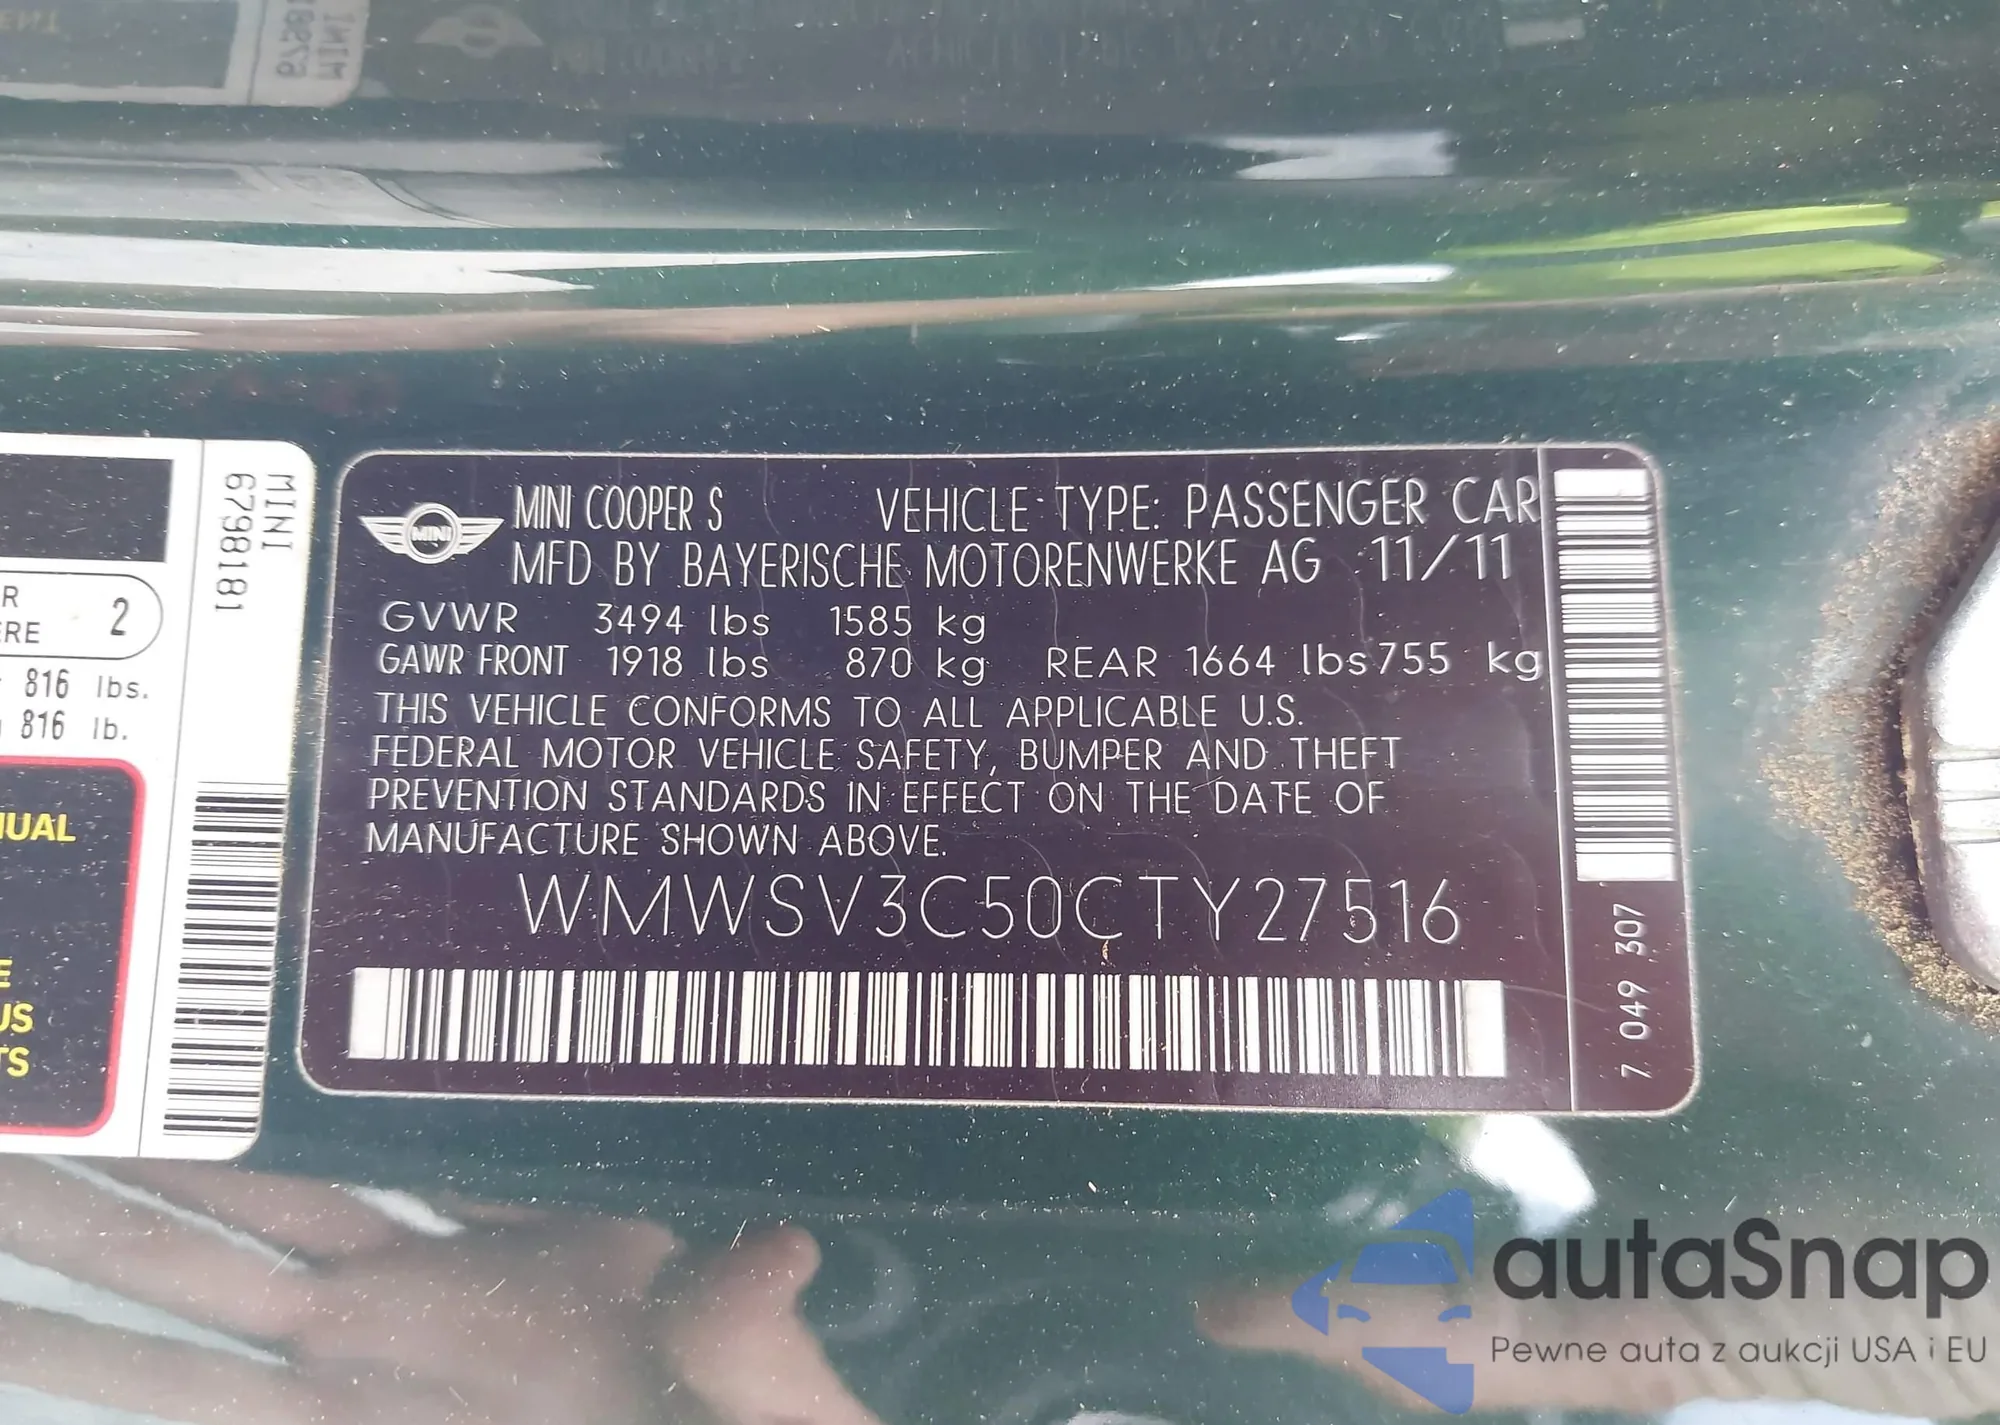 MINI
6798181
2
816 lbs.
816 lb.
MINI
MINI COOPER S VEHICLE TYPE: PASSENGER CAR
MFD BY BAYERISCHE MOTORENWERKE AG 11/11
GVWR 3494 lbs 1585 kg
GAWR FRONT 1918 lbs 870 kg REAR 1664 lbs 755 kg
THIS VEHICLE CONFORMS TO ALL APPLICABLE U.S.
FEDERAL MOTOR VEHICLE SAFETY, BUMPER AND THEFT
PREVENTION STANDARDS IN EFFECT ON THE DATE OF
MANUFACTURE SHOWN ABOVE.
WMWSV3C50CTY27516
7 049 307
autaSnap
Pewne auta z aukcji USA i EU